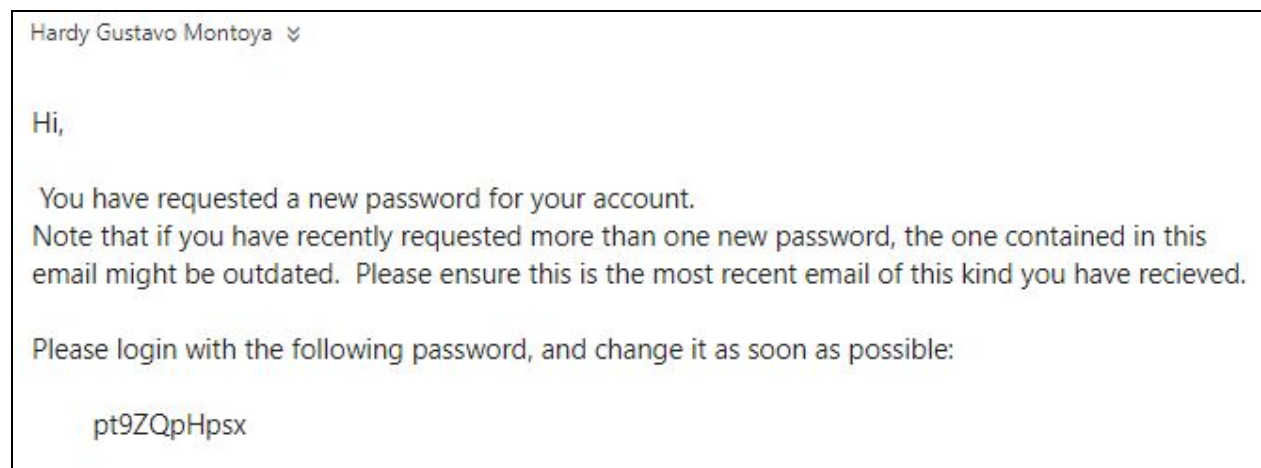 Hardy Gustavo Montoya
Hi,
You have requested a new password for your account.
Note that if you have recently requested more than one new password, the one contained in this
email might be outdated.  Please ensure this is the most recent email of this kind you have recieved.
Please login with the following password, and change it as soon as possible:
pt9ZQpHpsx